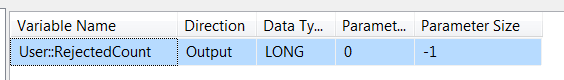 Variable Name Direction Data Ty... Paramet... Parameter Size
User::RejectedCount Output LONG 0 -1